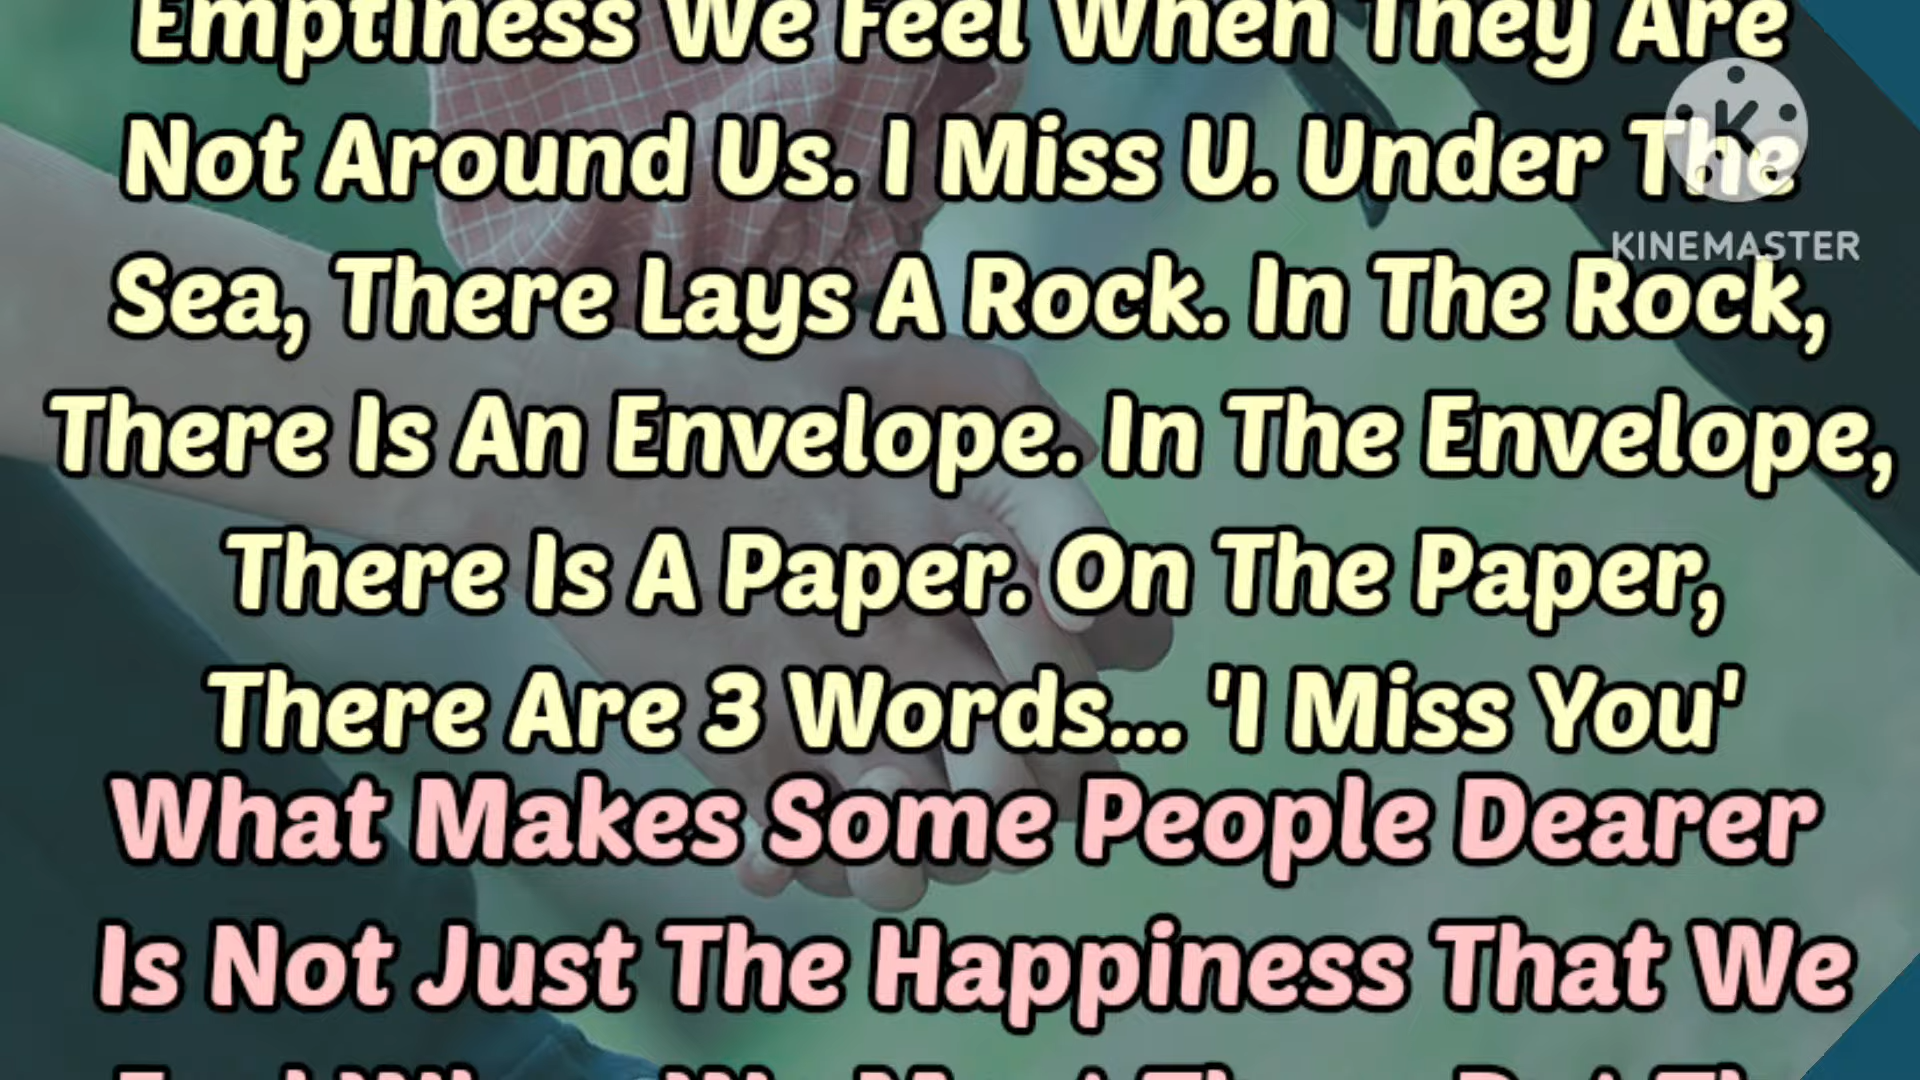 Emptiness We Feel When They Are
Not Around Us. I Miss U. Under The
Sea, There Lays A Rock. In The Rock,
There Is An Envelope. In The Envelope,
There Is A Paper. On The Paper,
There Are 3 Words... 'I Miss You'
What Makes Some People Dearer
Is Not Just The Happiness That We
K
KINEMASTER